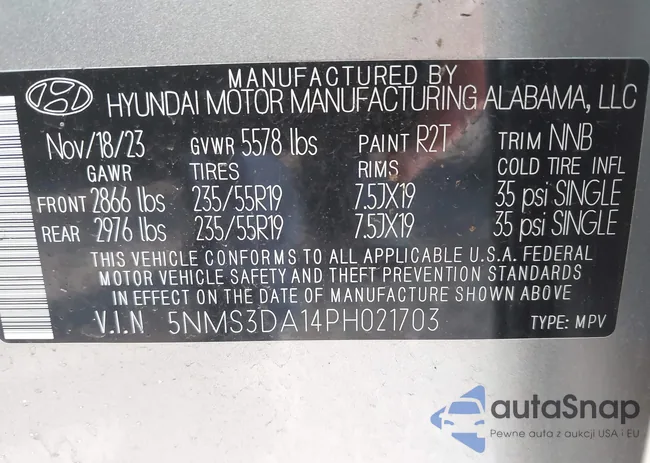 MANUFACTURED BY
HYUNDAI MOTOR MANUFACTURING ALABAMA, LLC
Nov/18/23 GVWR 5578 lbs PAINT R2T TRIM NNB
GAWR TIRES RIMS COLD TIRE INFL
FRONT 2866 lbs 235/55R19 7.5JX19 35 psi SINGLE
REAR 2976 lbs 235/55R19 7.5JX19 35 psi SINGLE
THIS VEHICLE CONFORMS TO ALL APPLICABLE U.S.A. FEDERAL
MOTOR VEHICLE SAFETY AND THEFT PREVENTION STANDARDS
IN EFFECT ON THE DATE OF MANUFACTURE SHOWN ABOVE
V.I.N 5NMS3DA14PH021703 TYPE: MPV
autaSnap
Pewne auta z aukcji USA i EU